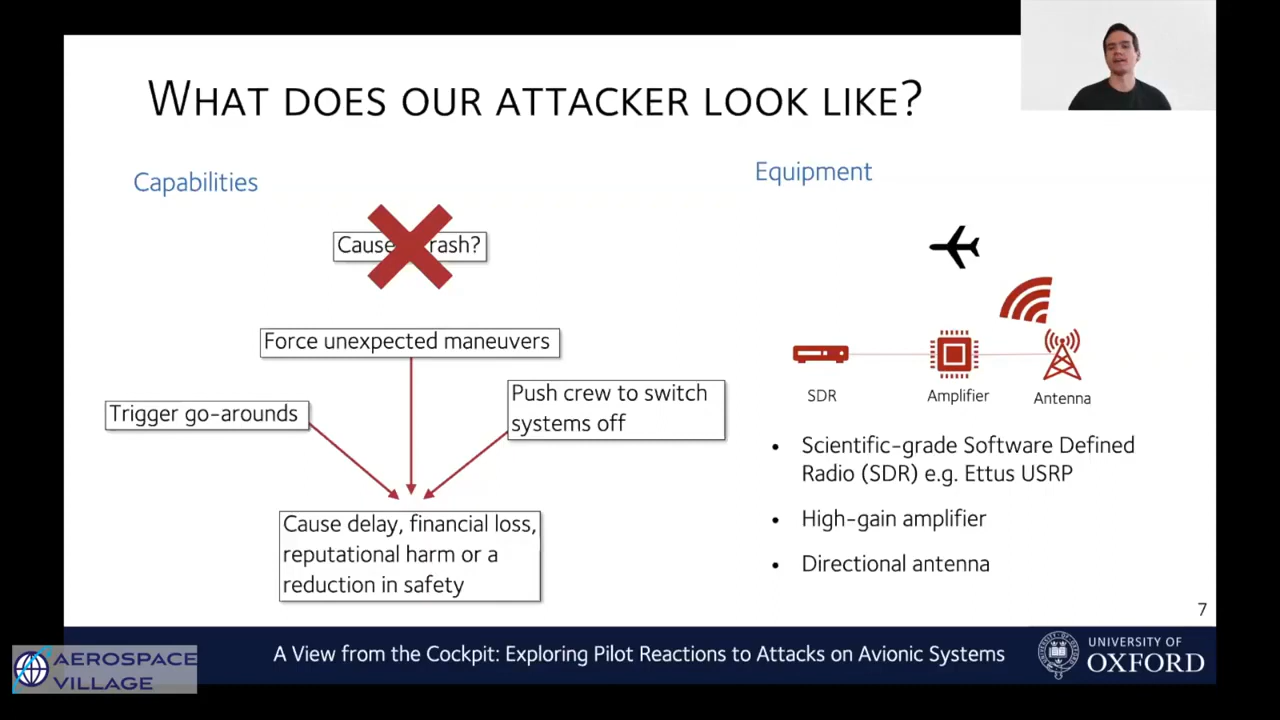 WHAT DOES OUR ATTACKER LOOK LIKE?
Capabilities
Cause rash?
Force unexpected maneuvers
Trigger go-arounds
Push crew to switch
systems off
Cause delay, financial loss,
reputational harm or a
reduction in safety
Equipment
SDR
Amplifier
Antenna
• Scientific-grade Software Defined
Radio (SDR) e.g. Ettus USRP
• High-gain amplifier
• Directional antenna
7
AEROSPACE
VILLAGE
A View from the Cockpit: Exploring Pilot Reactions to Attacks on Avionic Systems
UNIVERSITY OF
OXFORD